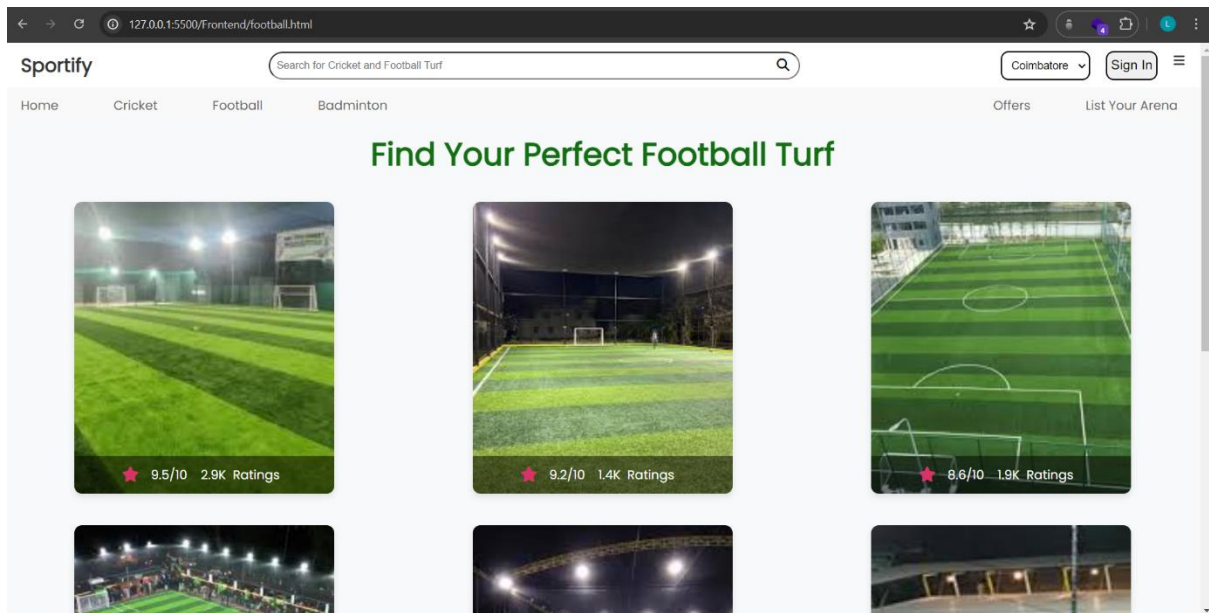 127.0.0.1:5500/Frontend/football.html
4
L
Sportify
Search for Cricket and Football Turf
Coimbatore
Sign In
Home Cricket Football Badminton Offers List Your Arena
Find Your Perfect Football Turf
9.5/10 2.9K Ratings
9.2/10 1.4K Ratings
8.6/10 1.9K Ratings